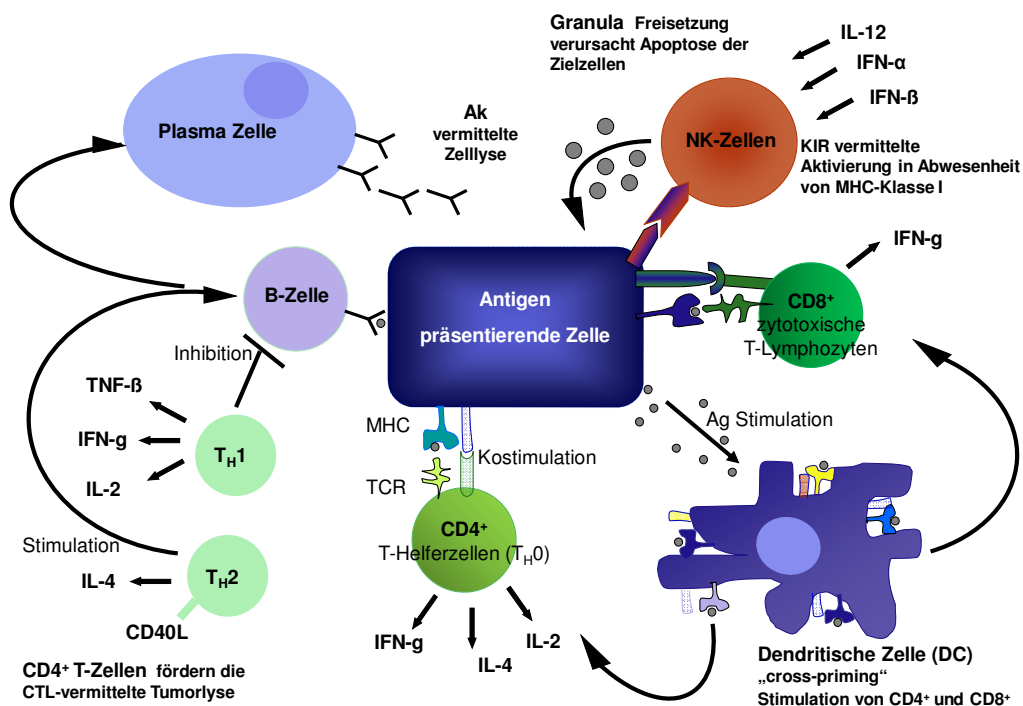 Granula Freisetzung
verursacht Apoptose der
Zielzellen
IL-12
IFN-α
IFN-ß
Plasma Zelle
Ak
vermittelte
Zelllyse
NK-Zellen
KIR vermittelte
Aktivierung in Abwesenheit
von MHC-Klasse I
IFN-g
B-Zelle
Antigen
präsentierende Zelle
CD8⁺
zytotoxische
T-Lymphozyten
Inhibition
TNF-ß
IFN-g
IL-2
TH1
MHC
Kostimulation
TCR
Ag Stimulation
CD4⁺
T-Helferzellen (TH0)
Stimulation
IL-4
TH2
CD40L
IFN-g
IL-4
IL-2
CD4⁺ T-Zellen fördern die
CTL-vermittelte Tumorlyse
Dendritische Zelle (DC)
„cross-priming“
Stimulation von CD4⁺ und CD8⁺